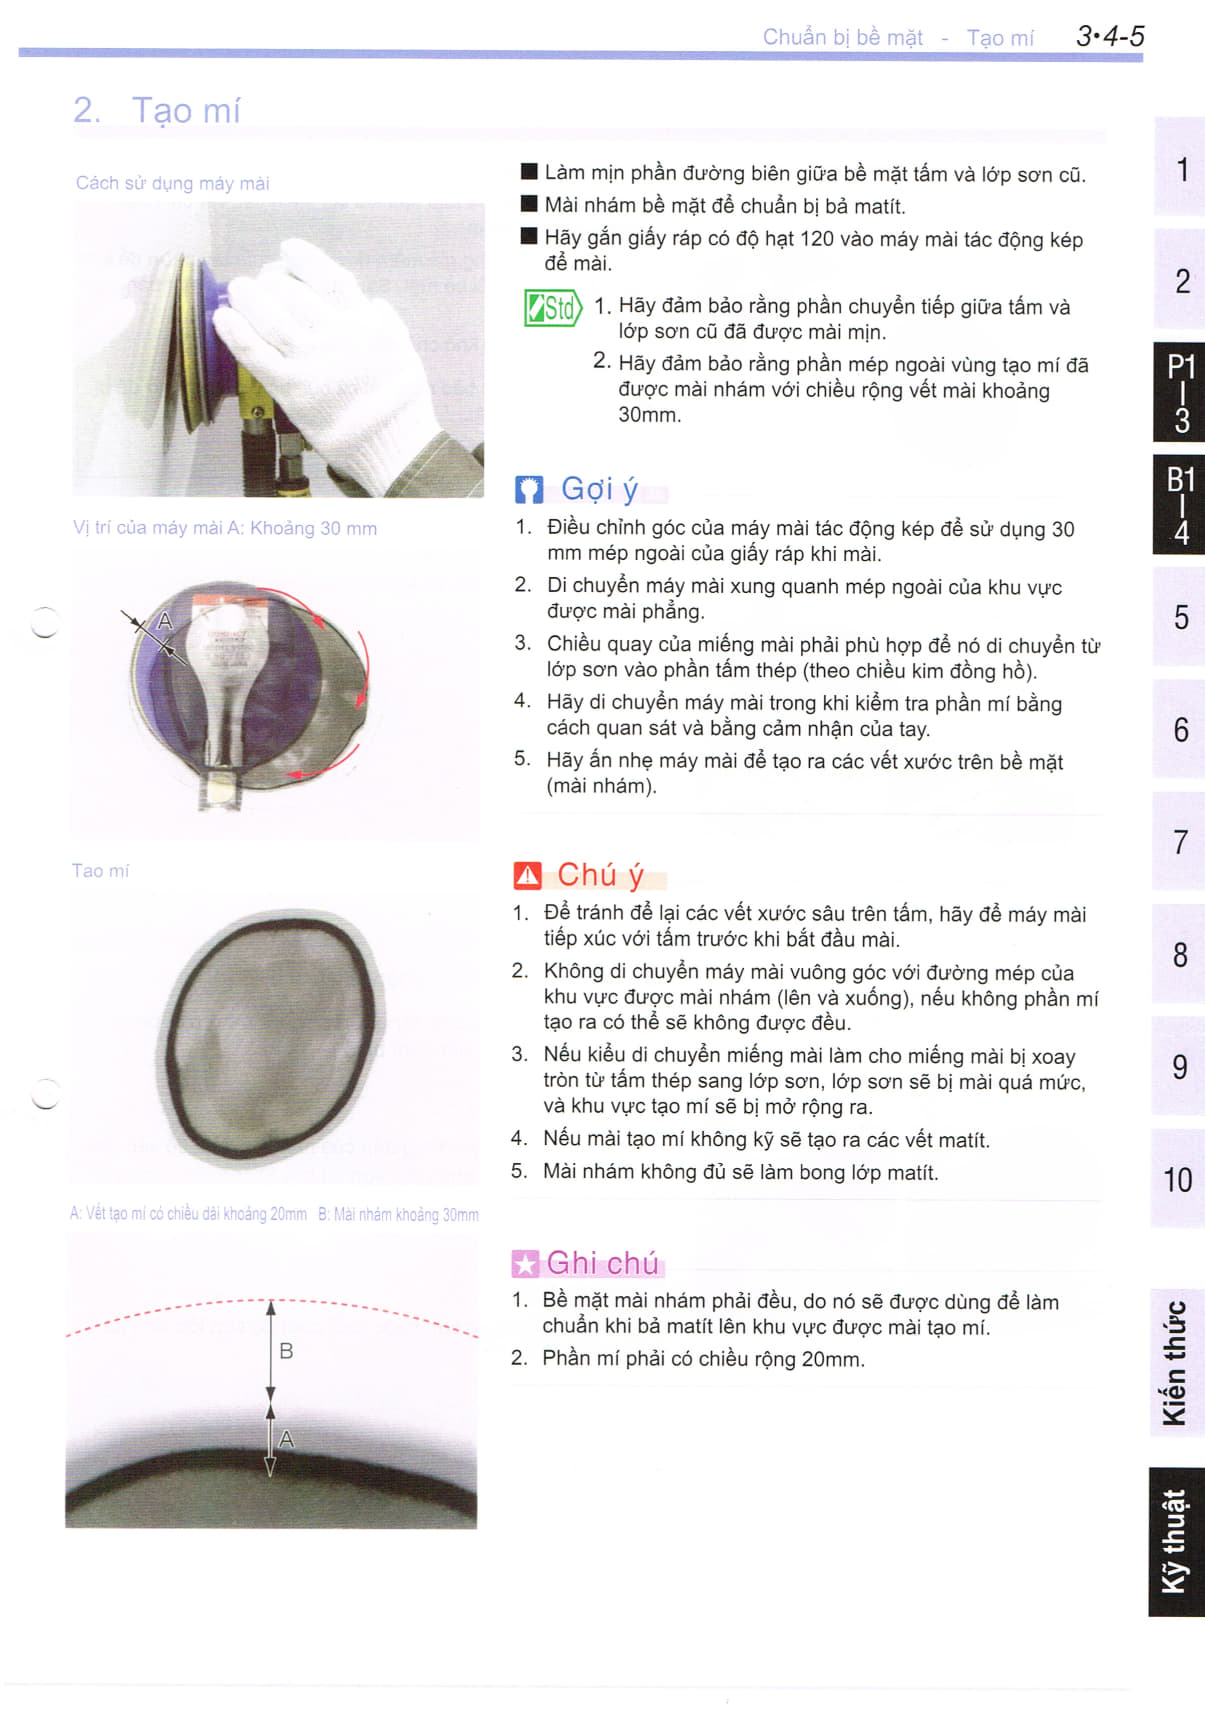 Chuẩn bị bề mặt - Tạo mí 3•4-5
2. Tạo mí
Cách sử dụng máy mài
Vị trí của máy mài A: Khoảng 30 mm
A
Tao mí
A: Vết tạo mí có chiều dài khoảng 20mm B: Mài nhám khoảng 30mm
B
A
■ Làm mịn phần đường biên giữa bề mặt tấm và lớp sơn cũ.
■ Mài nhám bề mặt để chuẩn bị bả matít.
■ Hãy gắn giấy ráp có độ hạt 120 vào máy mài tác động kép
để mài.
Std 1. Hãy đảm bảo rằng phần chuyển tiếp giữa tấm và
lớp sơn cũ đã được mài mịn.
2. Hãy đảm bảo rằng phần mép ngoài vùng tạo mí đã
được mài nhám với chiều rộng vết mài khoảng
30mm.
Gợi ý
1. Điều chỉnh góc của máy mài tác động kép để sử dụng 30
mm mép ngoài của giấy ráp khi mài.
2. Di chuyển máy mài xung quanh mép ngoài của khu vực
được mài phẳng.
3. Chiều quay của miếng mài phải phù hợp để nó di chuyển từ
lớp sơn vào phần tấm thép (theo chiều kim đồng hồ).
4. Hãy di chuyển máy mài trong khi kiểm tra phần mí bằng
cách quan sát và bằng cảm nhận của tay.
5. Hãy ấn nhẹ máy mài để tạo ra các vết xước trên bề mặt
(mài nhám).
Chú ý
1. Để tránh để lại các vết xước sâu trên tấm, hãy để máy mài
tiếp xúc với tấm trước khi bắt đầu mài.
2. Không di chuyển máy mài vuông góc với đường mép của
khu vực được mài nhám (lên và xuống), nếu không phần mí
tạo ra có thể sẽ không được đều.
3. Nếu kiểu di chuyển miếng mài làm cho miếng mài bị xoay
tròn từ tấm thép sang lớp sơn, lớp sơn sẽ bị mài quá mức,
và khu vực tạo mí sẽ bị mở rộng ra.
4. Nếu mài tạo mí không kỹ sẽ tạo ra các vết matít.
5. Mài nhám không đủ sẽ làm bong lớp matít.
Ghi chú
1. Bề mặt mài nhám phải đều, do nó sẽ được dùng để làm
chuẩn khi bả matít lên khu vực được mài tạo mí.
2. Phần mí phải có chiều rộng 20mm.
1
2
P1
|
3
B1
|
4
5
6
7
8
9
10
Kiến thức
Kỹ thuật